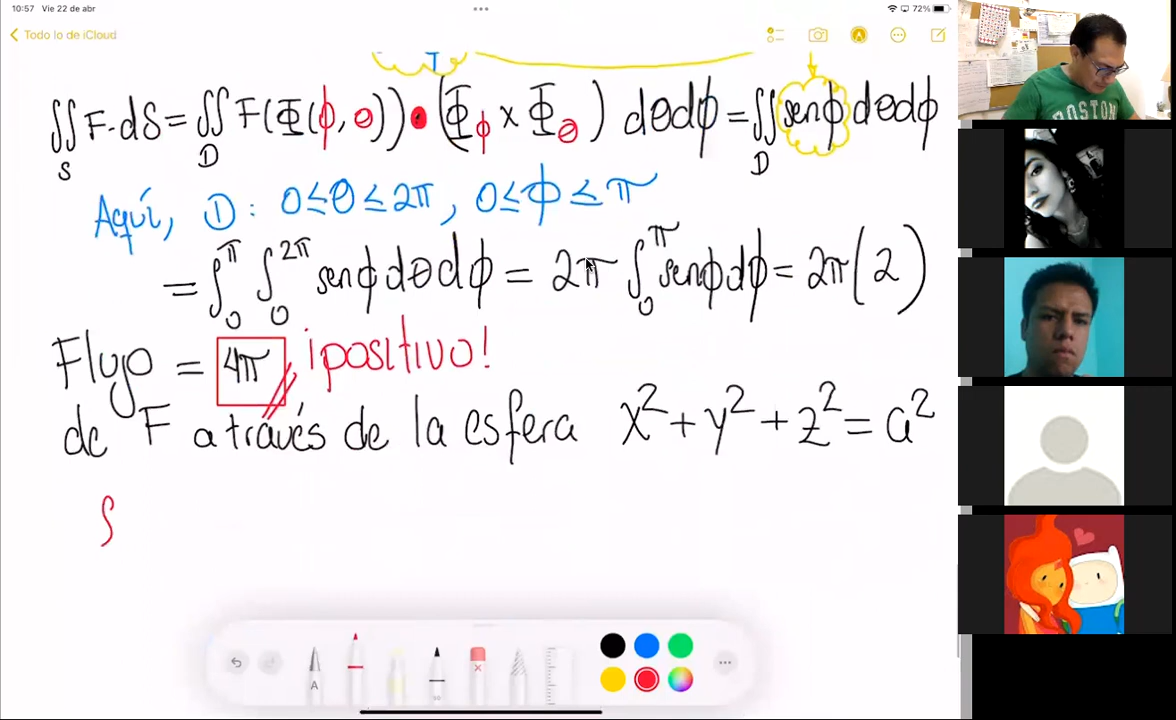 10:57 Vie 22 de abr
72%
Todo lo de iCloud
∬_S F·dS = ∬_D F(Φ(ϕ, θ)) • (Φ_ϕ × Φ_θ) dθdϕ = ∬_D senϕ dθdϕ
Aquí, D: 0≤θ≤2π, 0≤ϕ≤π
= ∫_0^π ∫_0^2π senϕ dθ dϕ = 2π ∫_0^π senϕ dϕ = 2π(2)
Flujo = 4π ¡positivo!
de F a través de la esfera x²+y²+z²=a²
S
A
BOSTON